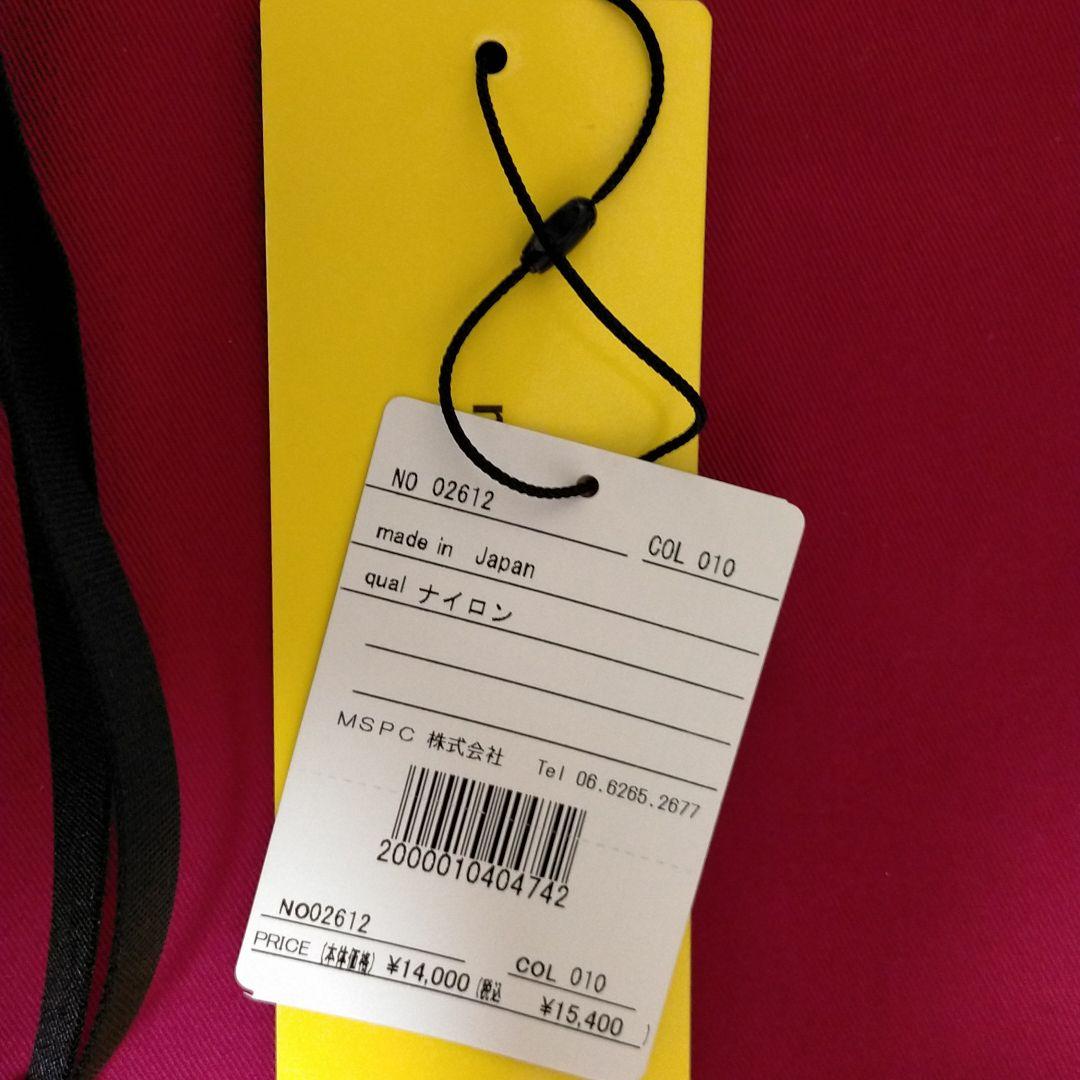 NO 02612
COL 010
made in Japan
qual ナイロン
MSPC 株式会社 Tel 06.6265.2677
2000010404742
NO02612
COL 010
PRICE (本体価格) ¥14,000 (税込 ¥15,400 )